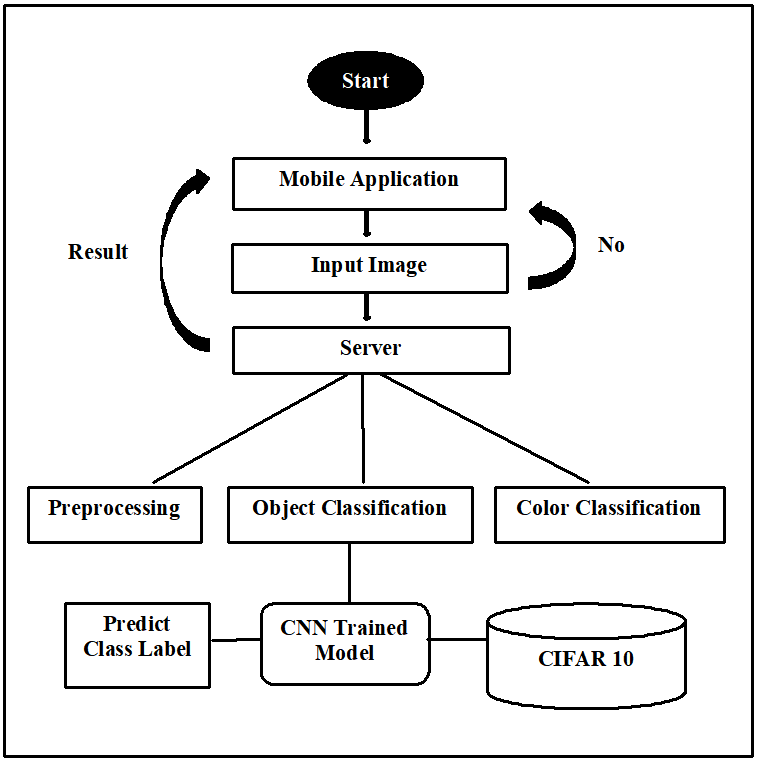 Start
Mobile Application
Result
No
Input Image
Server
Preprocessing
Object Classification
Color Classification
Predict
Class Label
CNN Trained
Model
CIFAR 10